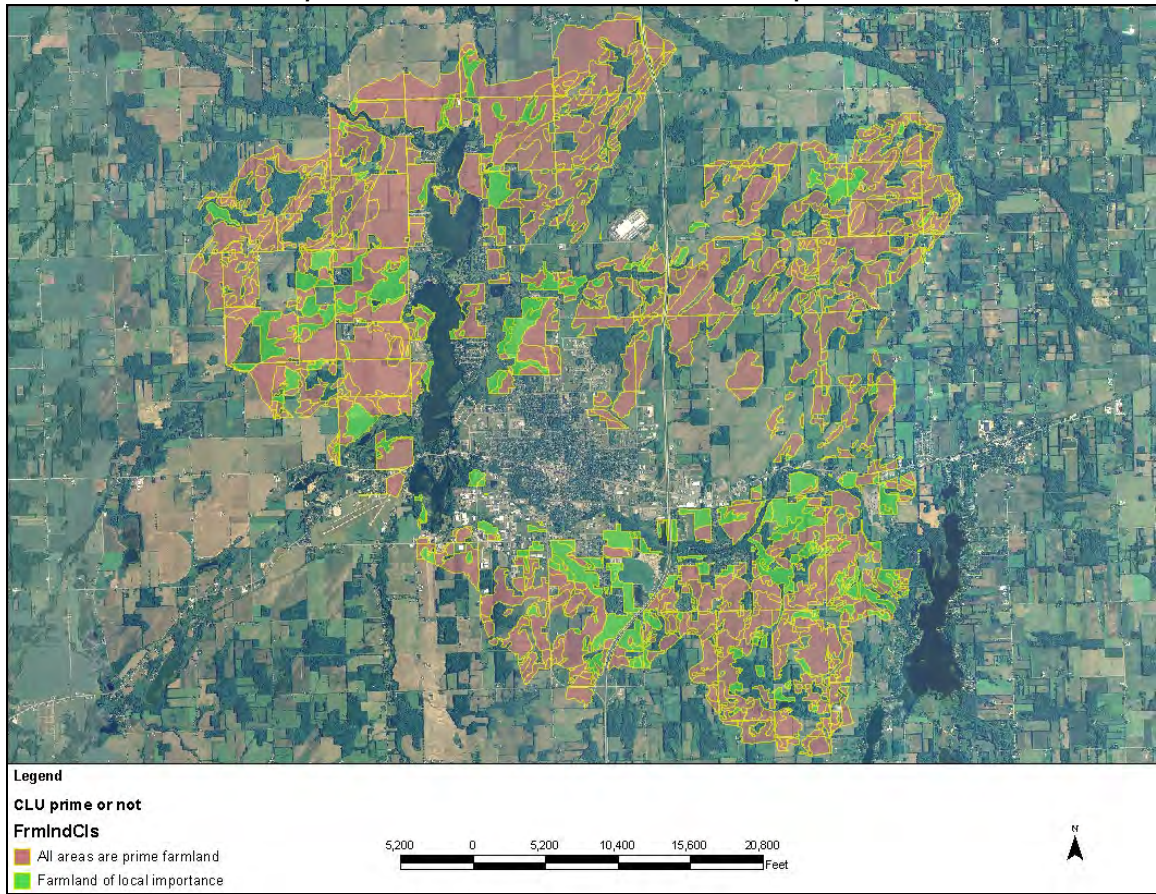 Legend
CLU prime or not
FrmlndCls
All areas are prime farmland
Farmland of local importance
5,200 0 5,200 10,400 15,600 20,800
Feet
N